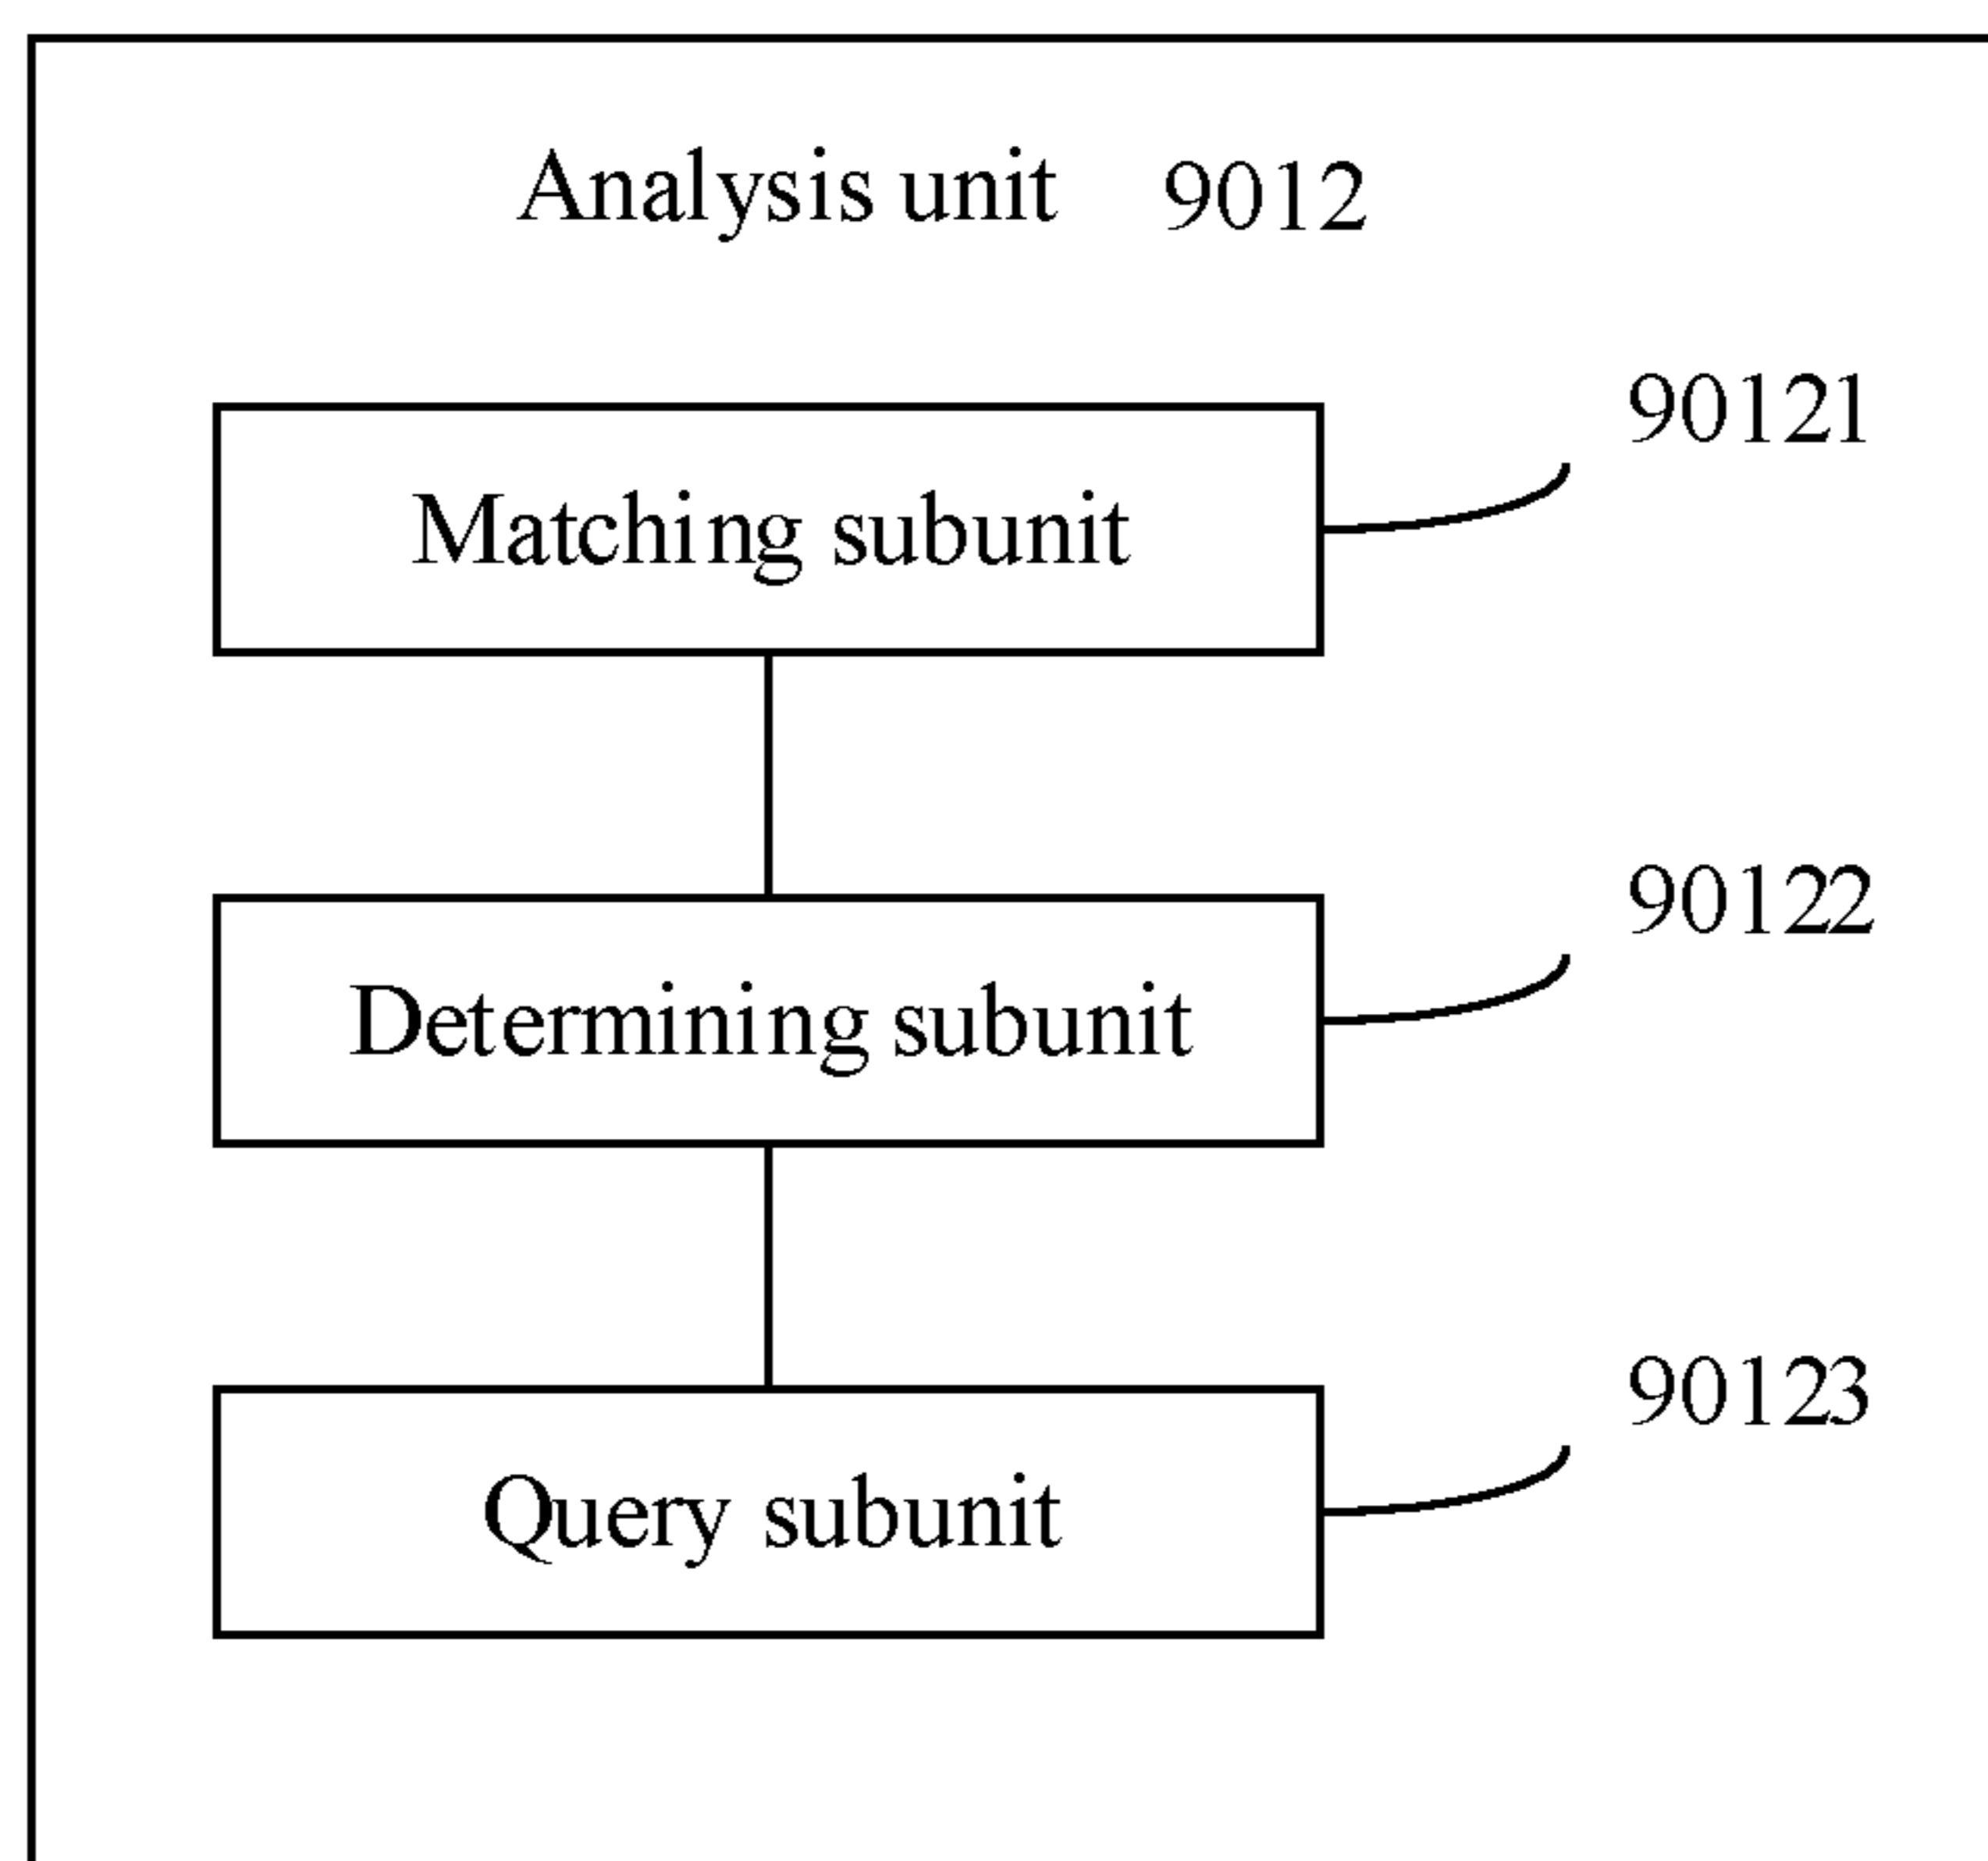 Analysis unit 9012
90121
Matching subunit
90122
Determining subunit
90123
Query subunit